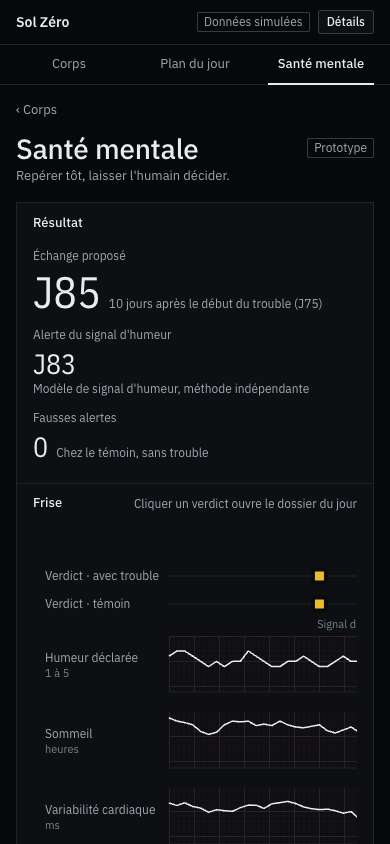 Sol Zéro
Données simulées
Détails
Corps
Plan du jour
Santé mentale
‹ Corps
Santé mentale
Prototype
Repérer tôt, laisser l'humain décider.
Résultat
Échange proposé
J85 10 jours après le début du trouble (J75)
Alerte du signal d'humeur
J83
Modèle de signal d'humeur, méthode indépendante
Fausses alertes
0 Chez le témoin, sans trouble
Frise
Cliquer un verdict ouvre le dossier du jour
Verdict · avec trouble
Verdict · témoin
Signal d
Humeur déclarée
1 à 5
Sommeil
heures
Variabilité cardiaque
ms